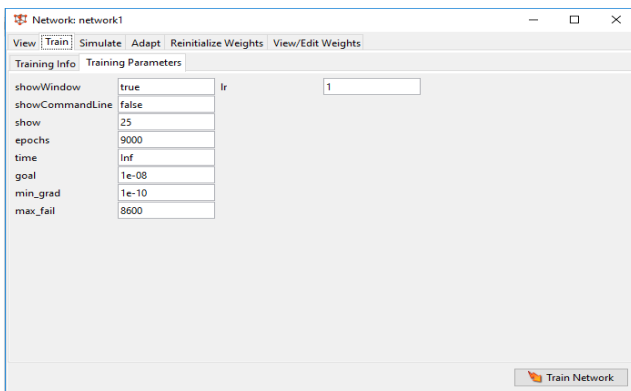 Network: network1
View Train Simulate Adapt Reinitialize Weights View/Edit Weights
Training Info Training Parameters
showWindow true lr 1
showCommandLine false
show 25
epochs 9000
time Inf
goal 1e-08
min_grad 1e-10
max_fail 8600
Train Network